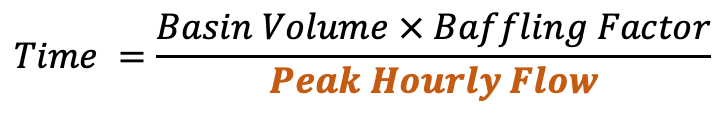 Time = Basin Volume × Baffling Factor
Peak Hourly Flow